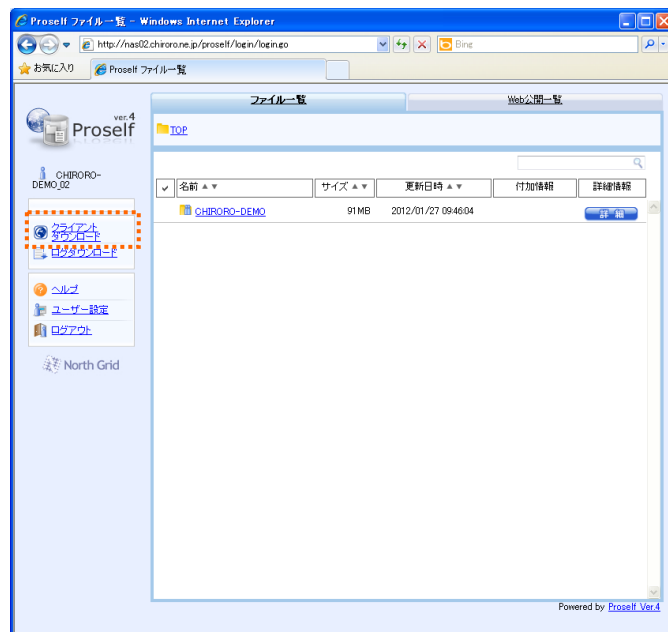 Proself ファイル一覧 - Windows Internet Explorer
http://nas02.chiroro.ne.jp/proself/login/login.go
Bing
お気に入り
Proself ファイル一覧
ver.4
Proself
CHIRORO-
DEMO_02
クライアント
ダウンロード
ログダウンロード
ヘルプ
ユーザー設定
ログアウト
North Grid
ファイル一覧
Web公開一覧
TOP
名前 ▲▼
サイズ ▲▼
更新日時 ▲▼
付加情報
詳細情報
CHIRORO-DEMO
91MB
2012/01/27 09:46:04
詳 細
Powered by Proself Ver.4